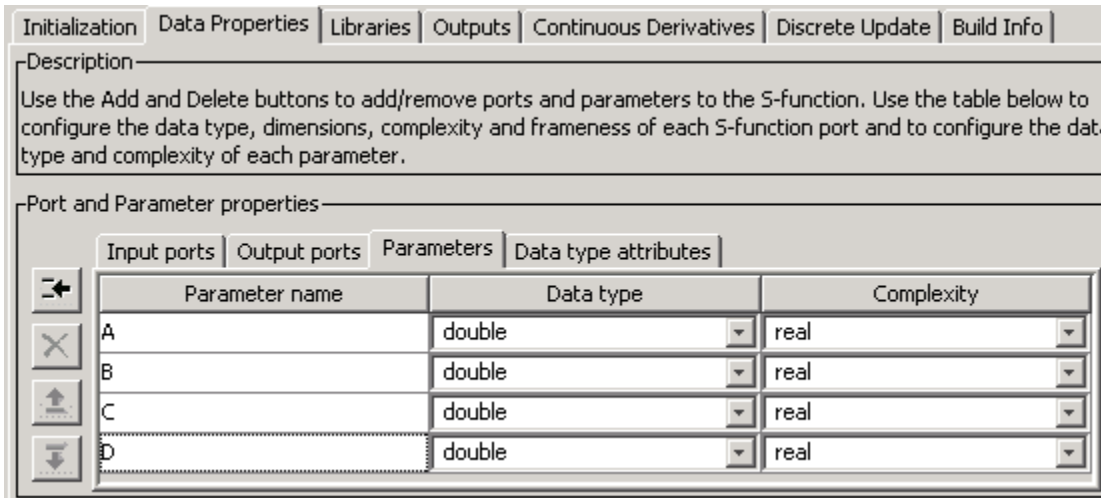 Initialization Data Properties Libraries Outputs Continuous Derivatives Discrete Update Build Info
Description
Use the Add and Delete buttons to add/remove ports and parameters to the S-function. Use the table below to
configure the data type, dimensions, complexity and frameness of each S-function port and to configure the data
type and complexity of each parameter.
Port and Parameter properties
Input ports Output ports Parameters Data type attributes
Parameter name Data type Complexity
A double real
B double real
C double real
D double real